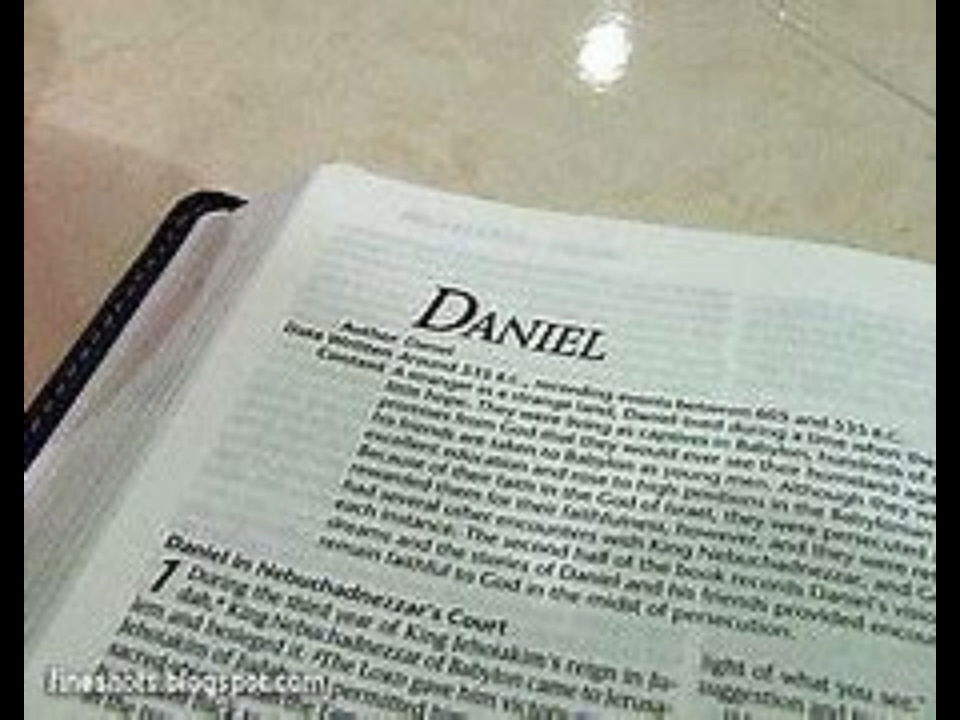 DANIEL
Author Daniel
Date Written Around 535 B.C., recording events between 605 and 535 B.C.
Content A stranger in a strange land, Daniel lived during a time when
little hope. They were living as captives in Babylon, hundreds of
promises from God that they would ever see their homeland
his friends are taken to Babylon as young men. Although they
excellent education and rose to high positions in the Babylonian
Because of their faith in the God of Israel, they were persecuted
rewarded them for their faithfulness, however, and they were
had several other encounters with King Nebuchadnezzar, and
each instance. The second half of the book records Daniel's
dreams and the stories of Daniel and his friends provided
remain faithful to God in the midst of persecution.
Daniel in Nebuchadnezzar's Court
1 During the third year of King Jehoiakim's reign in Ju-
dah,* King Nebuchadnezzar of Babylon came to Jerusa-
lem and besieged it. The Lord gave him victory
Jehoiakim of Judah permitted
sacred
light of what you see."
suggestion and
fineshots.blogspot.com